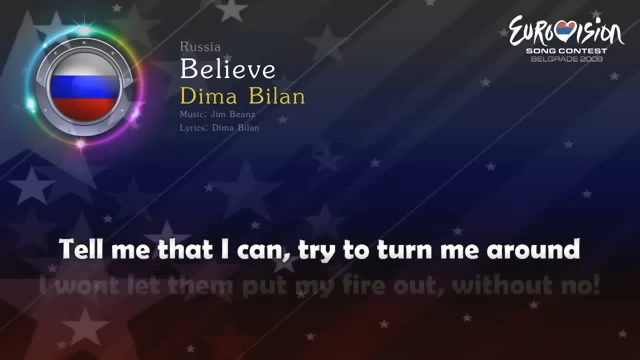 Russia
Believe
Dima Bilan
Music: Jim Beanz
Lyrics: Dima Bilan
EUROVISION
SONG CONTEST
BELGRADE 2008
Tell me that I can, try to turn me around
I wont let them put my fire out, without no!